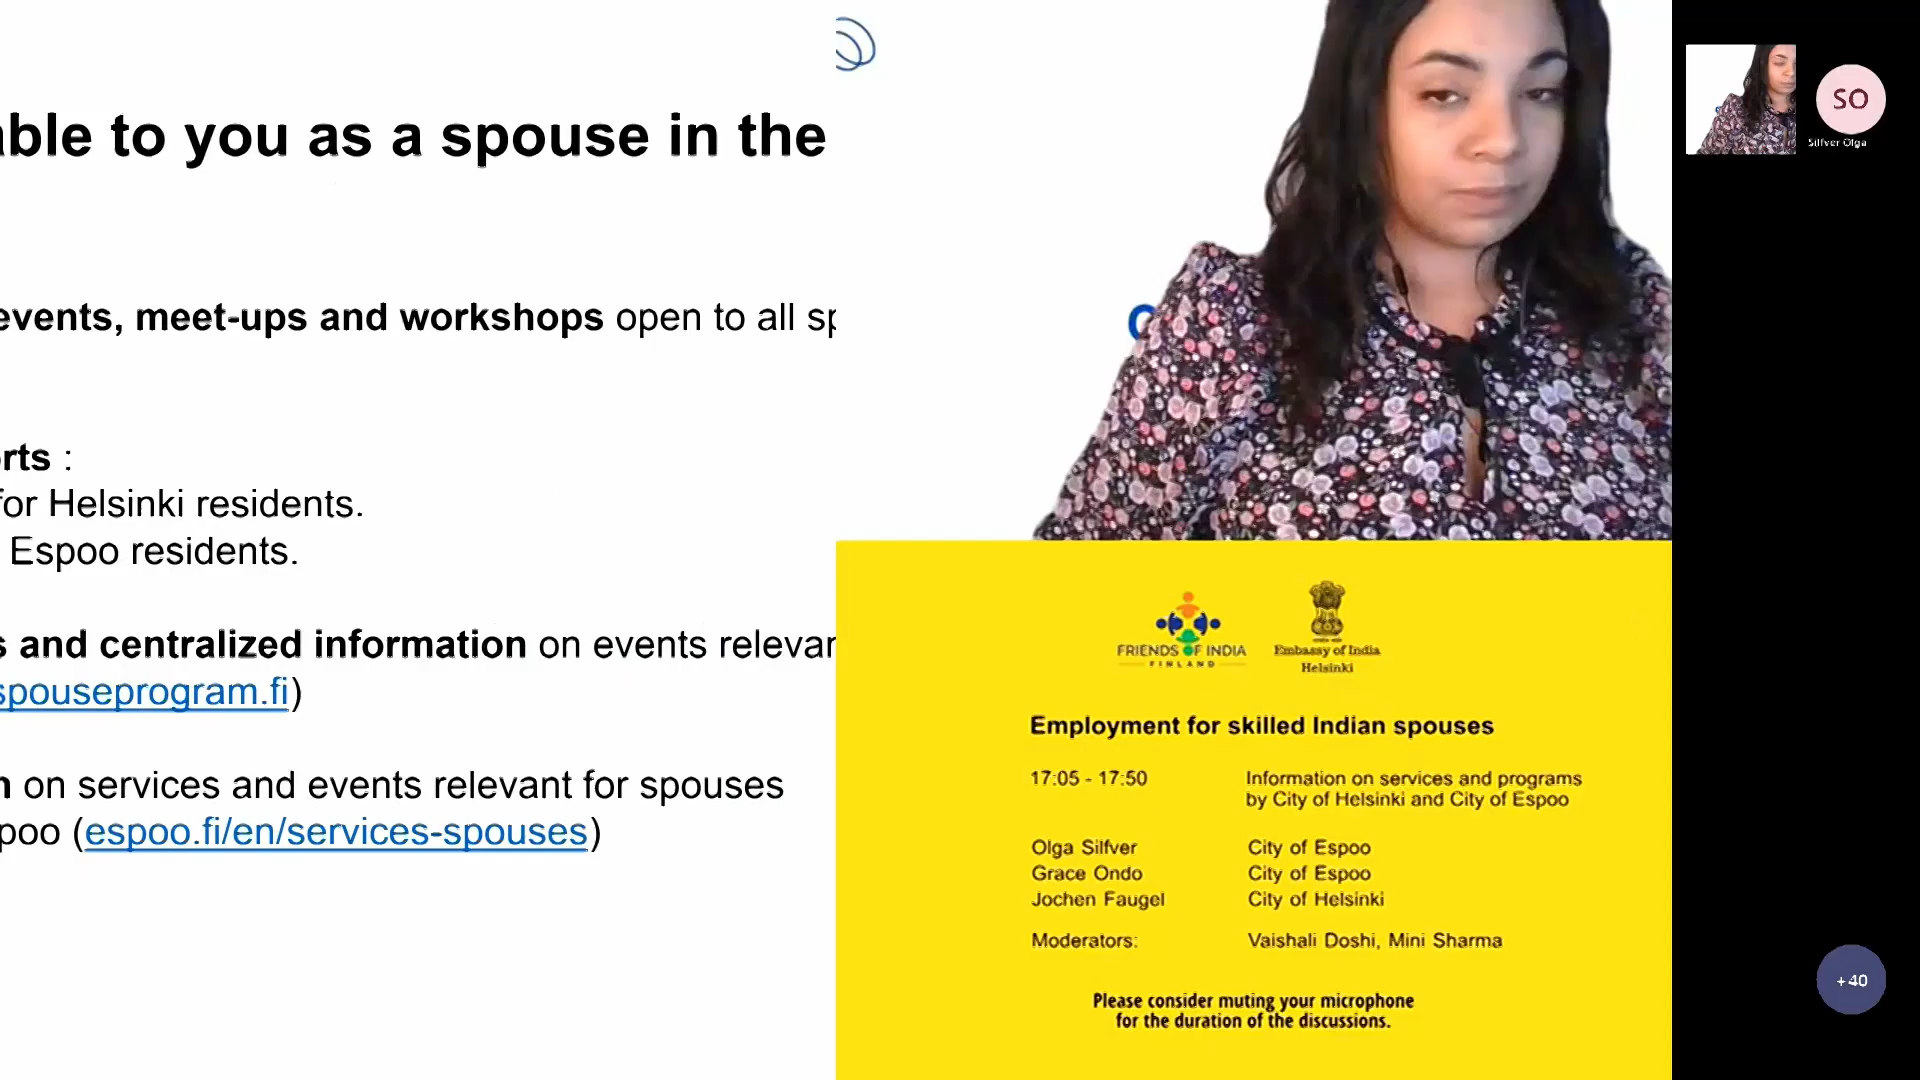 able to you as a spouse in the
events, meet-ups and workshops open to all sp
rts :
for Helsinki residents.
Espoo residents.
s and centralized information on events relevan
spouseprogram.fi)
n on services and events relevant for spouses
poo (espoo.fi/en/services-spouses)
SO
Silfver Olga
FRIENDS OF INDIA
FINLAND
Embassy of India
Helsinki
Employment for skilled Indian spouses
17:05 - 17:50 Information on services and programs
by City of Helsinki and City of Espoo
Olga Silfver City of Espoo
Grace Ondo City of Espoo
Jochen Faugel City of Helsinki
Moderators: Vaishali Doshi, Mini Sharma
Please consider muting your microphone
for the duration of the discussions.
+40